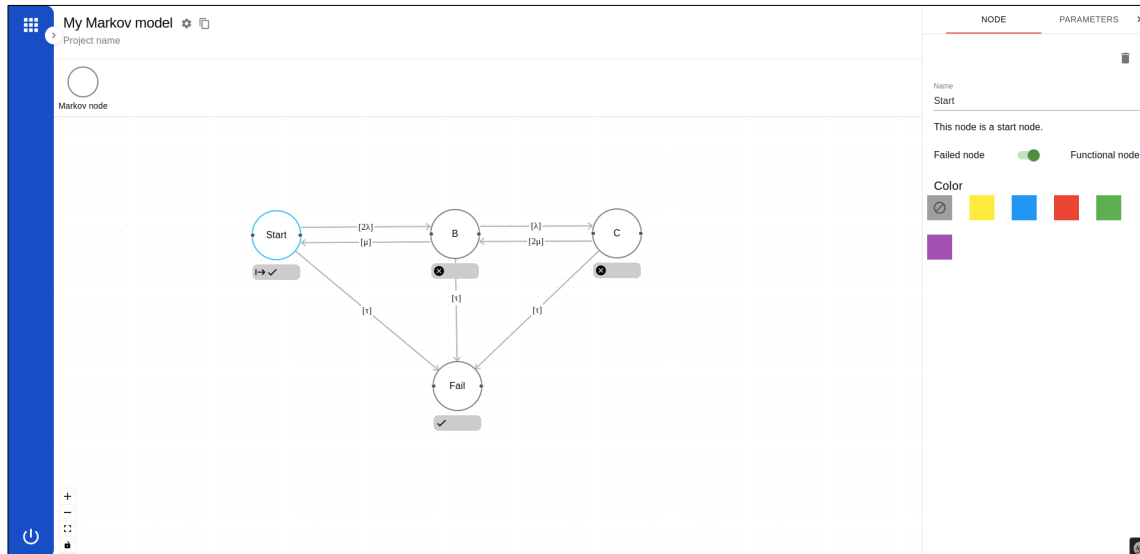 My Markov model
Project name
Markov node
Start
B
C
[2λ]
[μ]
[λ]
[2μ]
[τ]
[τ]
[τ]
Fail
NODE
PARAMETERS
Name
Start
This node is a start node.
Failed node
Functional node
Color